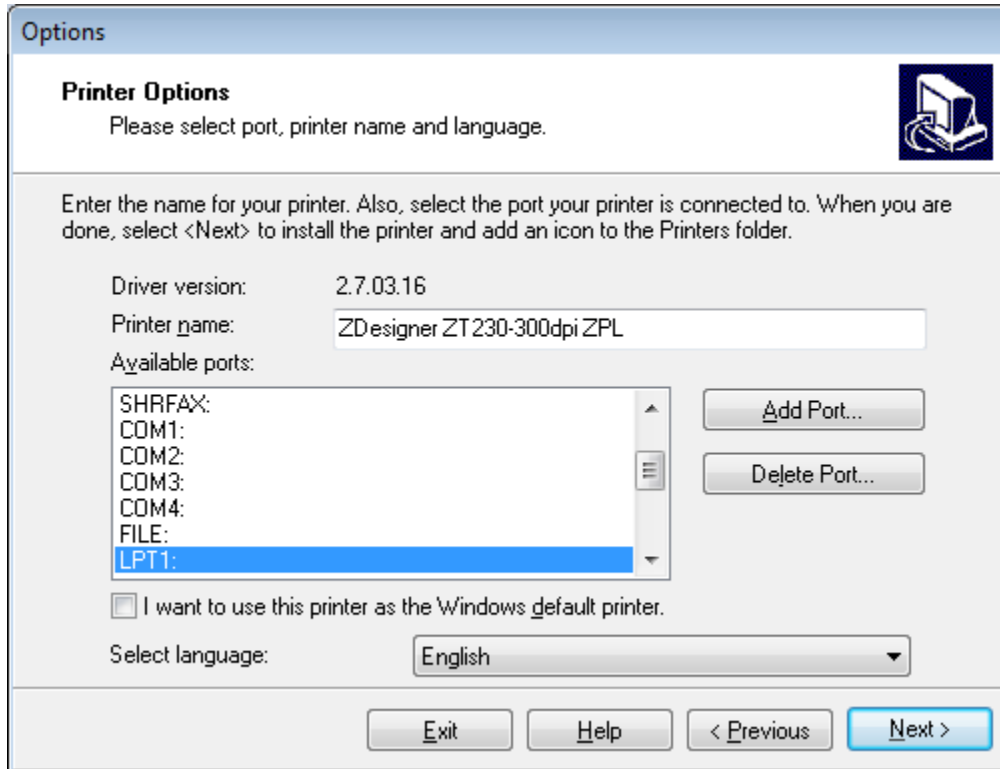 Options
Printer Options
Please select port, printer name and language.
Enter the name for your printer. Also, select the port your printer is connected to. When you are
done, select <Next> to install the printer and add an icon to the Printers folder.
Driver version: 2.7.03.16
Printer name: ZDesigner ZT230-300dpi ZPL
Available ports:
SHRFAX:
COM1:
COM2:
COM3:
COM4:
FILE:
LPT1:
Add Port...
Delete Port...
I want to use this printer as the Windows default printer.
Select language: English
Exit Help < Previous Next >